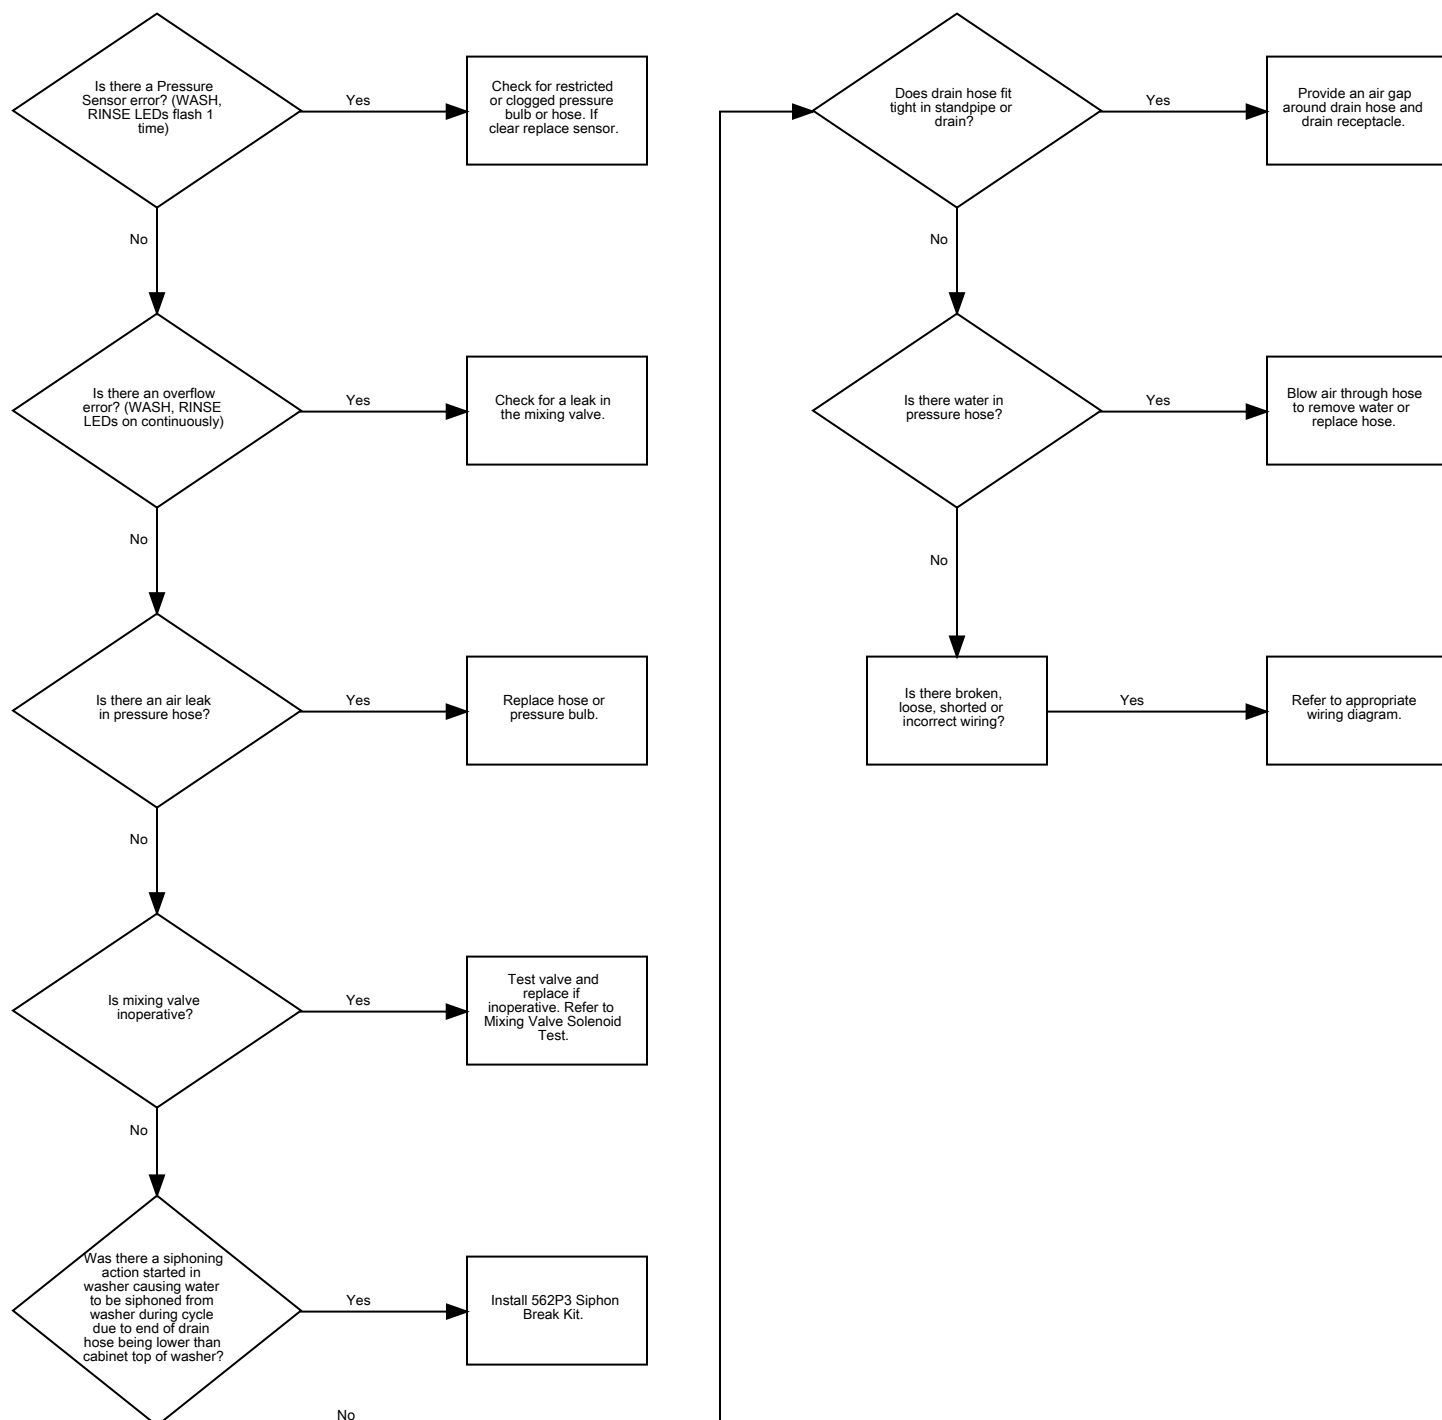 Is there a Pressure
Sensor error? (WASH,
RINSE LEDs flash 1
time)
Yes
Check for restricted
or clogged pressure
bulb or hose. If
clear replace sensor.
No
Is there an overflow
error? (WASH, RINSE
LEDs on continuously)
Yes
Check for a leak in
the mixing valve.
No
Is there an air leak
in pressure hose?
Yes
Replace hose or
pressure bulb.
No
Is mixing valve
inoperative?
Yes
Test valve and
replace if
inoperative. Refer to
Mixing Valve Solenoid
Test.
No
Was there a siphoning
action started in
washer causing water
to be siphoned from
washer during cycle
due to end of drain
hose being lower than
cabinet top of washer?
Yes
Install 562P3 Siphon
Break Kit.
No
Does drain hose fit
tight in standpipe or
drain?
Yes
Provide an air gap
around drain hose and
drain receptacle.
No
Is there water in
pressure hose?
Yes
Blow air through hose
to remove water or
replace hose.
No
Is there broken,
loose, shorted or
incorrect wiring?
Yes
Refer to appropriate
wiring diagram.